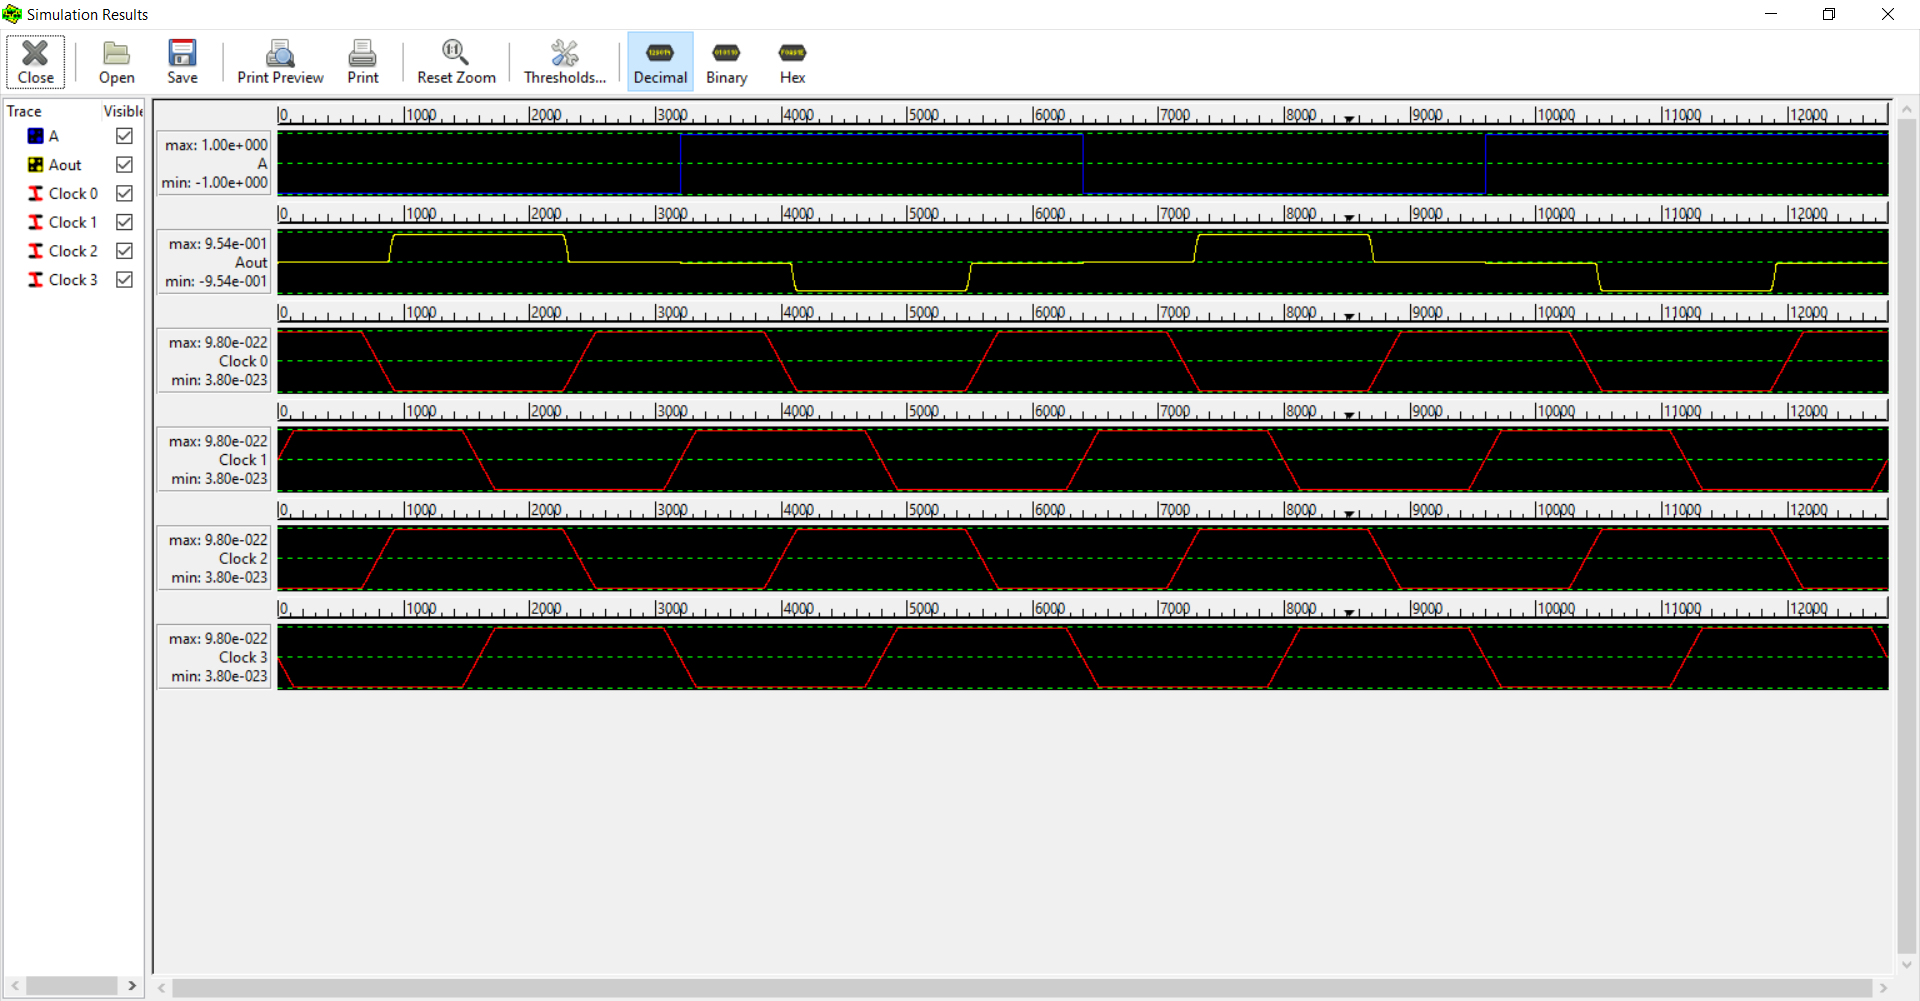 Simulation Results
Close Open Save Print Preview Print Reset Zoom Thresholds... Decimal Binary Hex
Trace Visible
A
Aout
Clock 0
Clock 1
Clock 2
Clock 3
0 1000 2000 3000 4000 5000 6000 7000 8000 9000 10000 11000 12000
max: 1.00e+000
A
min: -1.00e+000
0 1000 2000 3000 4000 5000 6000 7000 8000 9000 10000 11000 12000
max: 9.54e-001
Aout
min: -9.54e-001
0 1000 2000 3000 4000 5000 6000 7000 8000 9000 10000 11000 12000
max: 9.80e-022
Clock 0
min: 3.80e-023
0 1000 2000 3000 4000 5000 6000 7000 8000 9000 10000 11000 12000
max: 9.80e-022
Clock 1
min: 3.80e-023
0 1000 2000 3000 4000 5000 6000 7000 8000 9000 10000 11000 12000
max: 9.80e-022
Clock 2
min: 3.80e-023
0 1000 2000 3000 4000 5000 6000 7000 8000 9000 10000 11000 12000
max: 9.80e-022
Clock 3
min: 3.80e-023